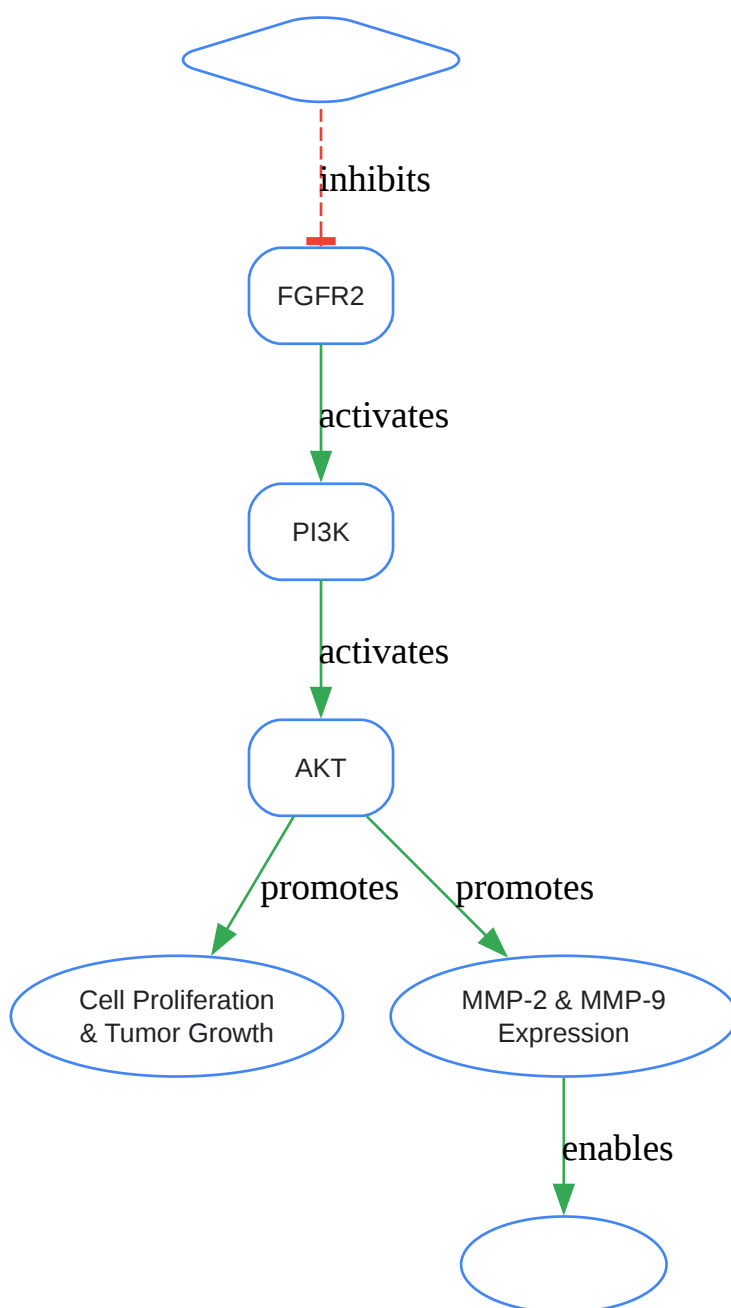 inhibits
FGFR2
activates
PI3K
activates
AKT
promotes
promotes
Cell Proliferation
& Tumor Growth
MMP-2 & MMP-9
Expression
enables